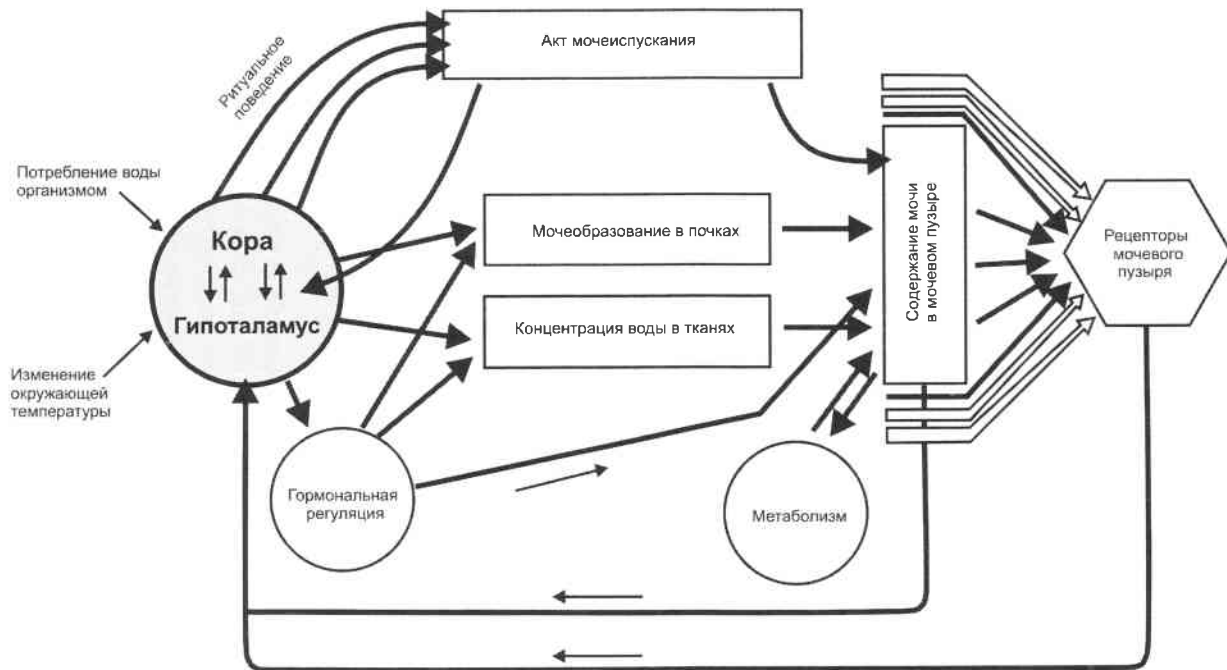 Акт мочеиспускания
Ритуальное
поведение
Потребление воды
организмом
Кора
Гипоталамус
Изменение
окружающей
температуры
Мочеобразование в почках
Концентрация воды в тканях
Содержание мочи
в мочевом пузыре
Рецепторы
мочевого
пузыря
Гормональная
регуляция
Метаболизм